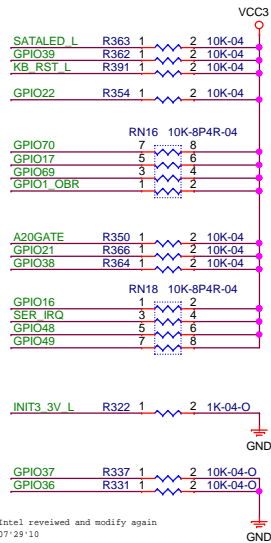 VCC3
SATALED_L R363 1 2 10K-04
GPIO39 R362 1 2 10K-04
KB_RST_L R391 1 2 10K-04
GPIO22 R354 1 2 10K-04
RN16 10K-8P4R-04
GPIO70 7 8
GPIO17 5 6
GPIO69 3 4
GPIO1_OBR 1 2
A20GATE R350 1 2 10K-04
GPIO21 R366 1 2 10K-04
GPIO38 R364 1 2 10K-04
RN18 10K-8P4R-04
GPIO16 1 2
SER_IRQ 3 4
GPIO48 5 6
GPIO49 7 8
INIT3_3V_L R322 1 2 1K-04-O
GND
GPIO37 R337 1 2 10K-04-O
GPIO36 R331 1 2 10K-04-O
GND
Intel reveiwed and modify again
07'29'10